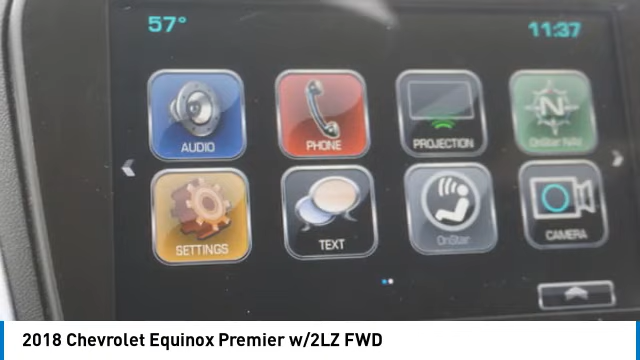 57°
11:37
AUDIO
PHONE
PROJECTION
N
OnStar NAV
SETTINGS
TEXT
OnStar
CAMERA
2018 Chevrolet Equinox Premier w/2LZ FWD